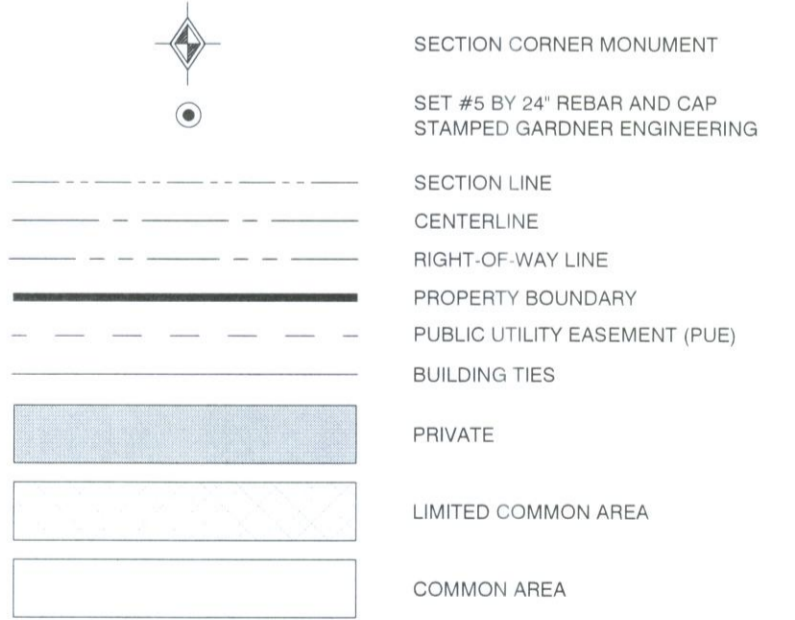 SECTION CORNER MONUMENT
SET #5 BY 24" REBAR AND CAP
STAMPED GARDNER ENGINEERING
SECTION LINE
CENTERLINE
RIGHT-OF-WAY LINE
PROPERTY BOUNDARY
PUBLIC UTILITY EASEMENT (PUE)
BUILDING TIES
PRIVATE
LIMITED COMMON AREA
COMMON AREA